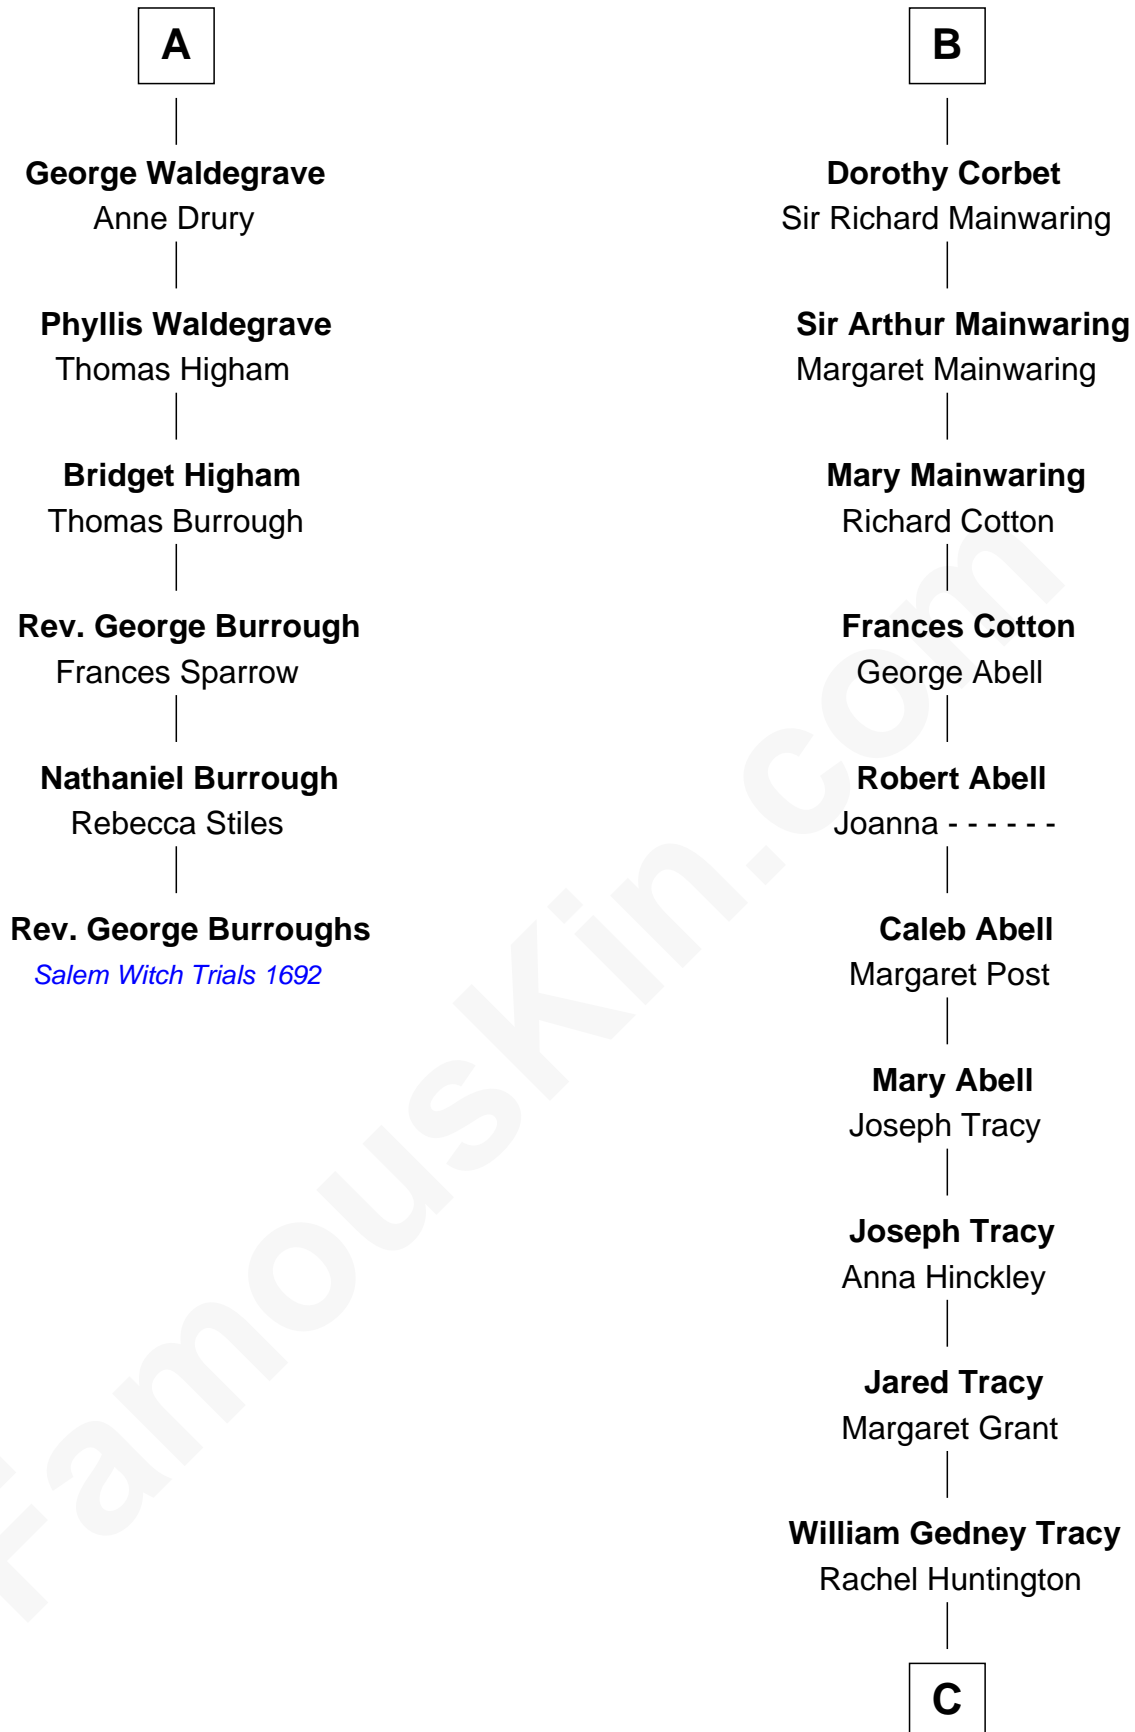 A
George Waldegrave
Anne Drury
Phyllis Waldegrave
Thomas Higham
Bridget Higham
Thomas Burrough
Rev. George Burrough
Frances Sparrow
Nathaniel Burrough
Rebecca Stiles
Rev. George Burroughs
Salem Witch Trials 1692
B
Dorothy Corbet
Sir Richard Mainwaring
Sir Arthur Mainwaring
Margaret Mainwaring
Mary Mainwaring
Richard Cotton
Frances Cotton
George Abell
Robert Abell
Joanna - - - - - -
Caleb Abell
Margaret Post
Mary Abell
Joseph Tracy
Joseph Tracy
Anna Hinckley
Jared Tracy
Margaret Grant
William Gedney Tracy
Rachel Huntington
C
FamousKin.com